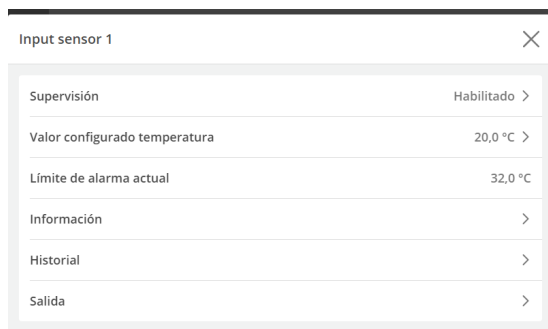 Input sensor 1
Supervisión Habilitado
Valor configurado temperatura 20,0 °C
Límite de alarma actual 32,0 °C
Información
Historial
Salida